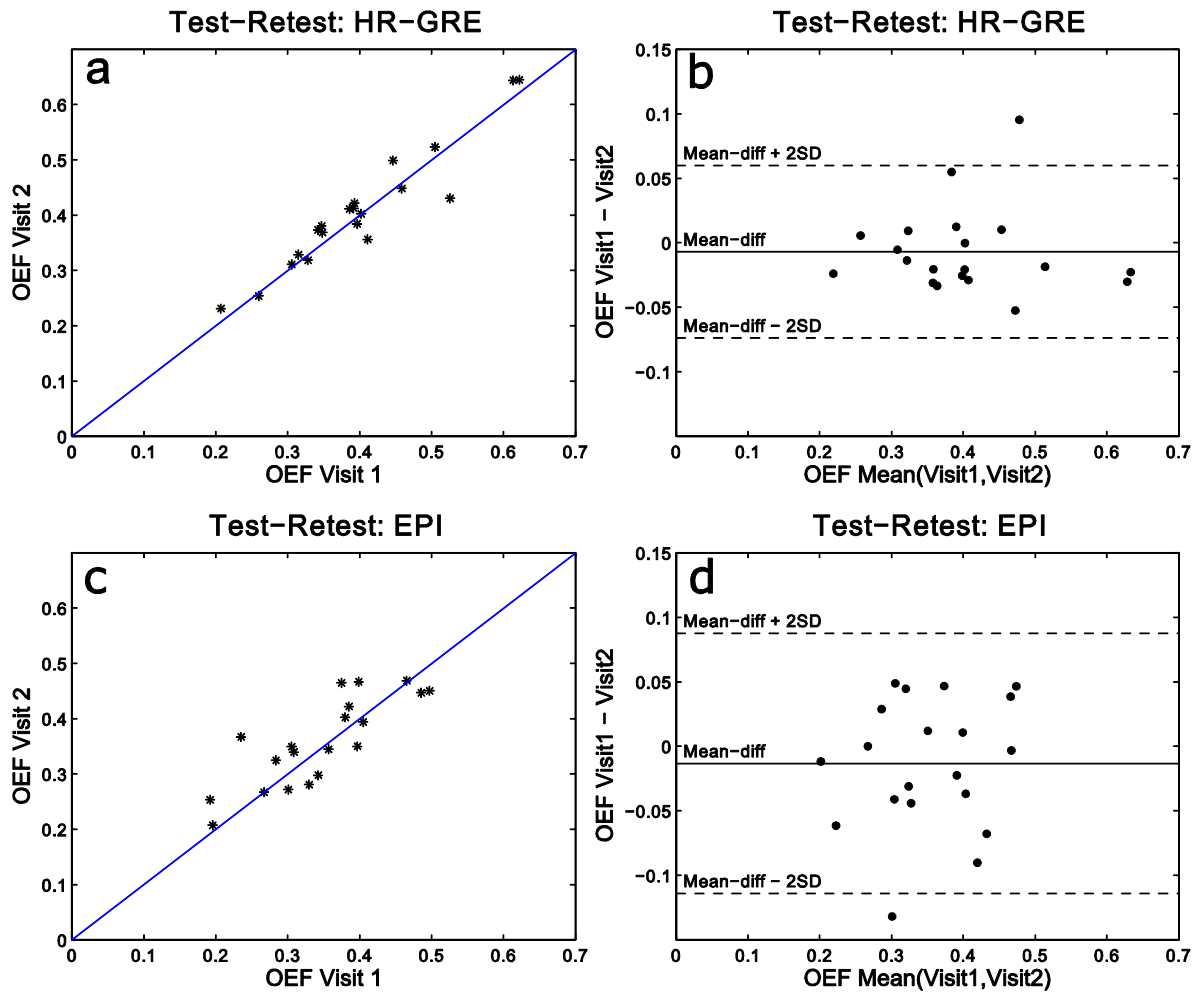 Test−Retest: HR−GRE
a
OEF Visit 2
0.6
0.5
0.4
0.3
0.2
0.1
0
0 0.1 0.2 0.3 0.4 0.5 0.6 0.7
OEF Visit 1
Test−Retest: HR−GRE
b
OEF Visit1 − Visit2
0.15
0.1
0.05
0
−0.05
−0.1
Mean−diff + 2SD
Mean−diff
Mean−diff − 2SD
0 0.1 0.2 0.3 0.4 0.5 0.6 0.7
OEF Mean(Visit1,Visit2)
Test−Retest: EPI
c
OEF Visit 2
0.6
0.5
0.4
0.3
0.2
0.1
0
0 0.1 0.2 0.3 0.4 0.5 0.6 0.7
OEF Visit 1
Test−Retest: EPI
d
OEF Visit1 − Visit2
0.15
0.1
0.05
0
−0.05
−0.1
Mean−diff + 2SD
Mean−diff
Mean−diff − 2SD
0 0.1 0.2 0.3 0.4 0.5 0.6 0.7
OEF Mean(Visit1,Visit2)